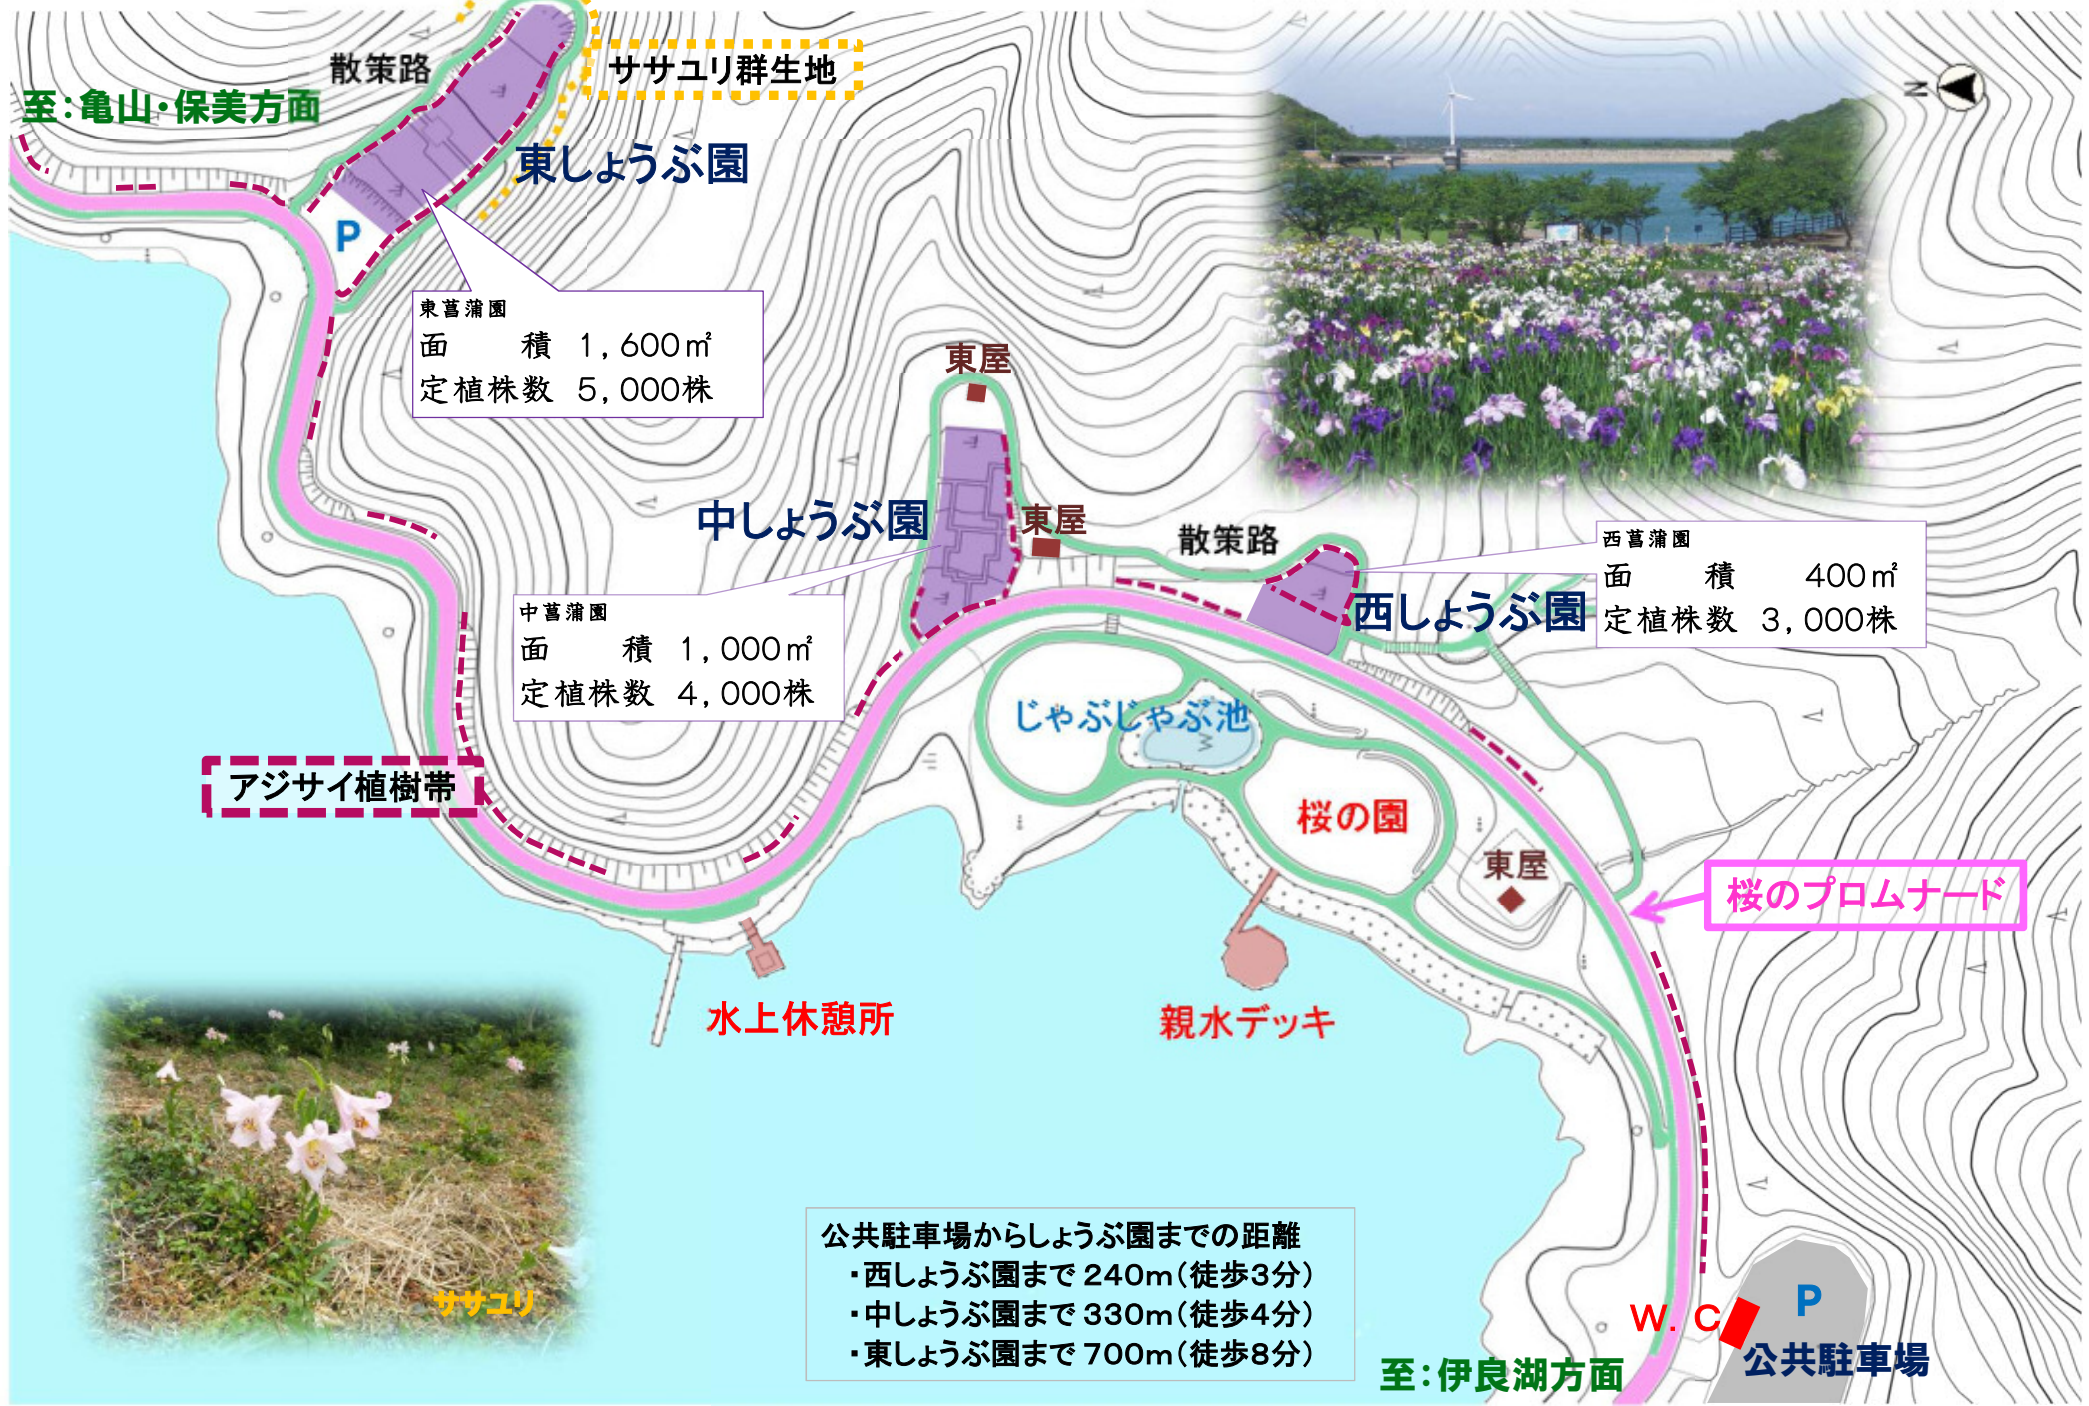 散策路
ササユリ群生地
至:亀山・保美方面
N
東しょうぶ園
P
東菖蒲園
面　　積 1,600㎡
定植株数 5,000株
東屋
中しょうぶ園
東屋
散策路
西菖蒲園
面　　積 400㎡
定植株数 3,000株
西しょうぶ園
中菖蒲園
面　　積 1,000㎡
定植株数 4,000株
じゃぶじゃぶ池
アジサイ植樹帯
桜の園
東屋
桜のプロムナード
水上休憩所
親水デッキ
ササユリ
公共駐車場からしょうぶ園までの距離
・西しょうぶ園まで 240m(徒歩3分)
・中しょうぶ園まで 330m(徒歩4分)
・東しょうぶ園まで 700m(徒歩8分)
W.C
P
公共駐車場
至:伊良湖方面